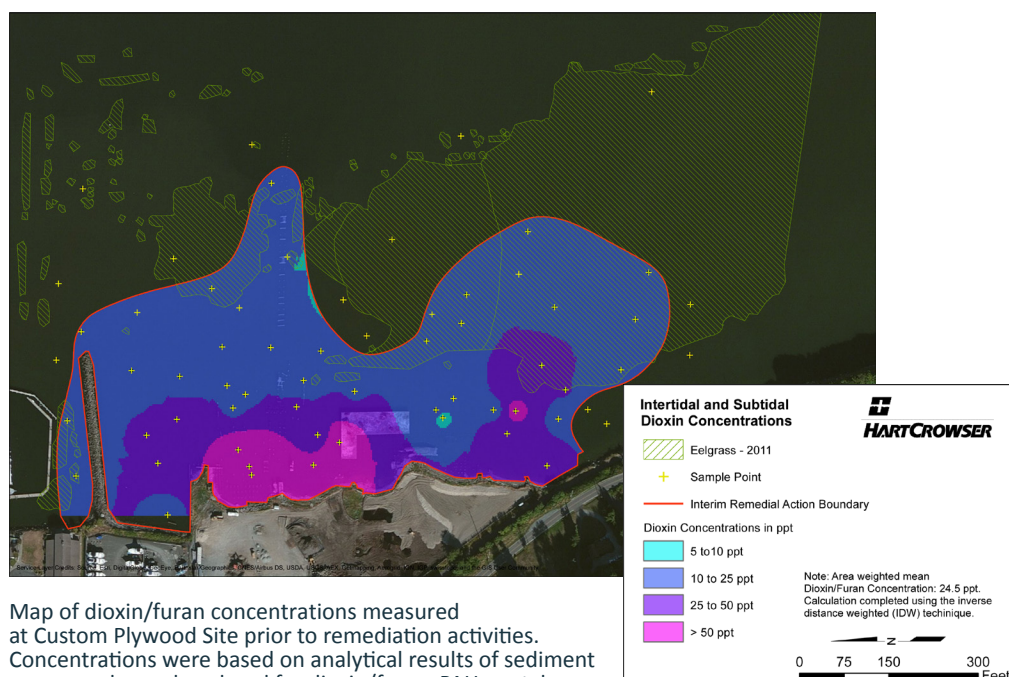 Intertidal and Subtidal
Dioxin Concentrations
HARTCROWSER
Eelgrass - 2011
Sample Point
Interim Remedial Action Boundary
Dioxin Concentrations in ppt
5 to10 ppt
10 to 25 ppt
25 to 50 ppt
> 50 ppt
Note: Area weighted mean
Dioxin/Furan Concentration: 24.5 ppt.
Calculation completed using the inverse
distance weighted (IDW) techinique.
N
0 75 150 300
Feet
Map of dioxin/furan concentrations measured
at Custom Plywood Site prior to remediation activities.
Concentrations were based on analytical results of sediment